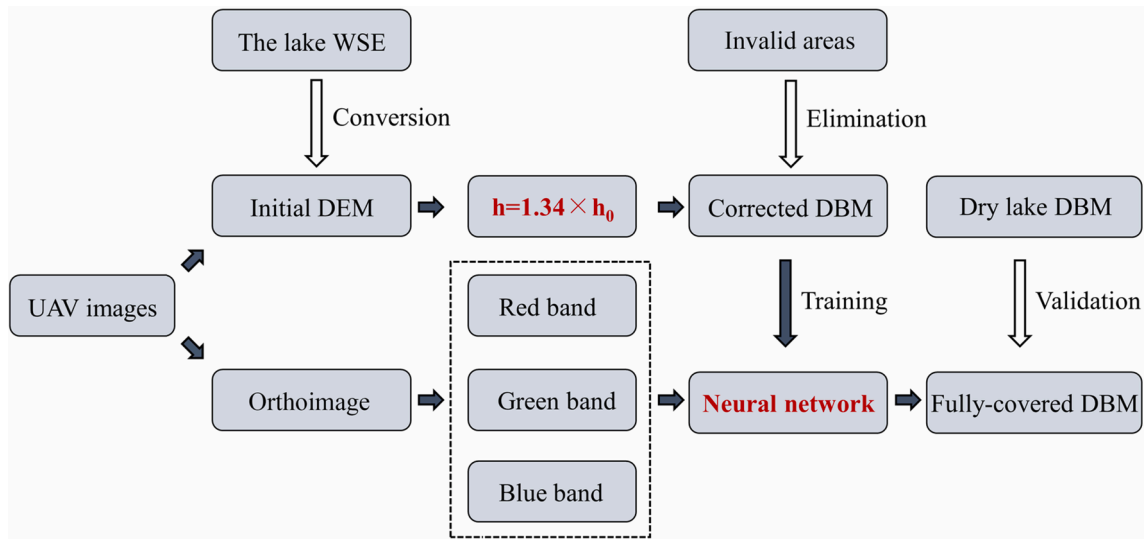 The lake WSE
Invalid areas
Conversion
Elimination
Initial DEM
h=1.34×h₀
Corrected DBM
Dry lake DBM
UAV images
Red band
Training
Validation
Orthoimage
Green band
Neural network
Fully-covered DBM
Blue band